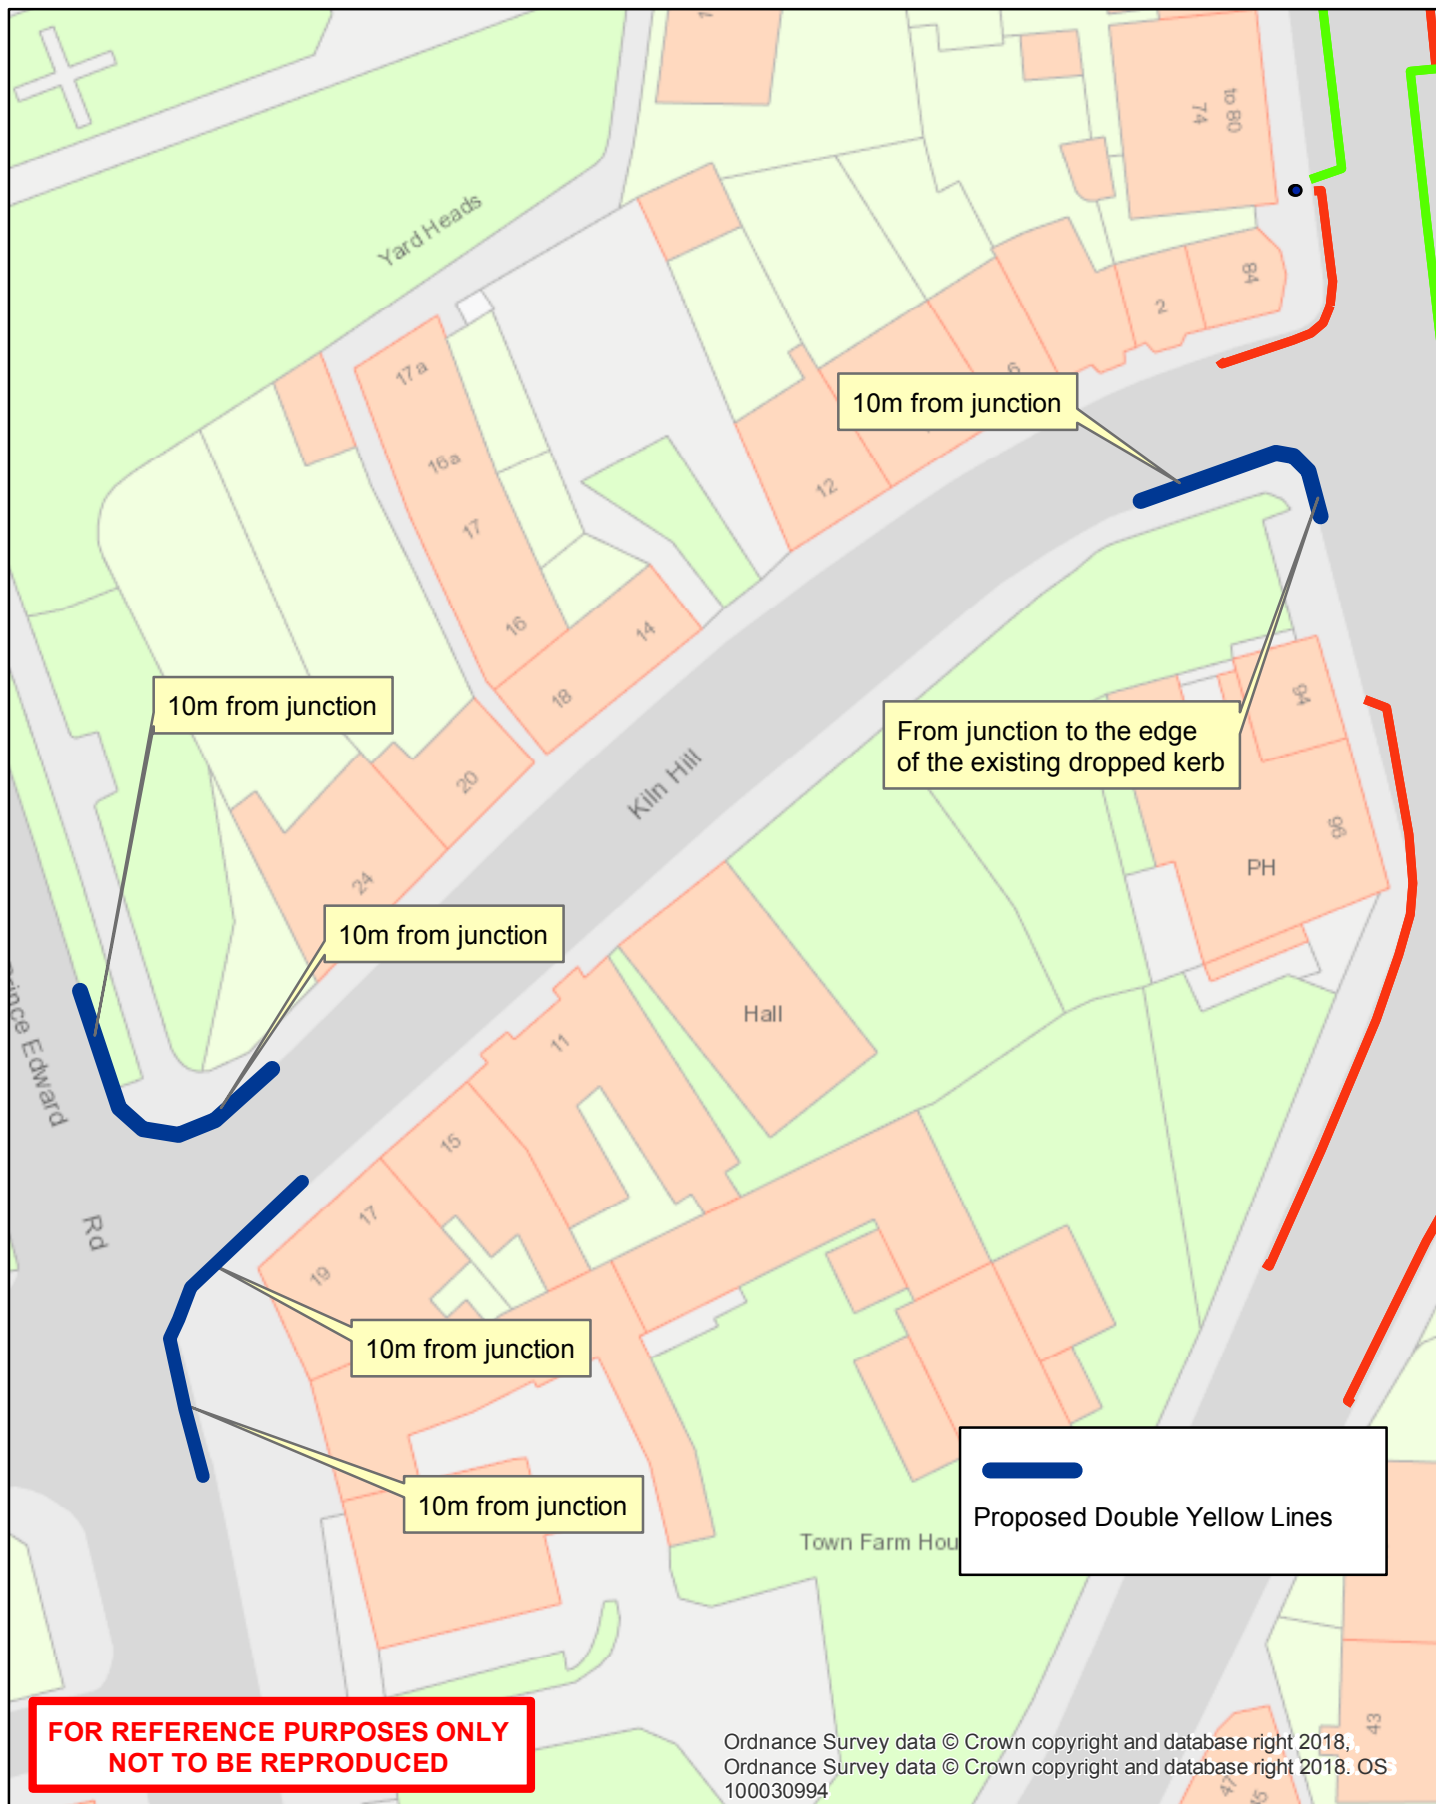 to 80
74
Yard Heads
84
2
17a
6
10m from junction
16a
12
17
16
14
10m from junction
18
94
From junction to the edge
of the existing dropped kerb
20
Kiln Hill
96
PH
24
10m from junction
Hall
11
Edward
15
Rd
17
19
10m from junction
10m from junction
Proposed Double Yellow Lines
Town Farm Hou
43
FOR REFERENCE PURPOSES ONLY
NOT TO BE REPRODUCED
Ordnance Survey data © Crown copyright and database right 2018,
Ordnance Survey data © Crown copyright and database right 2018. OS
100030994
47